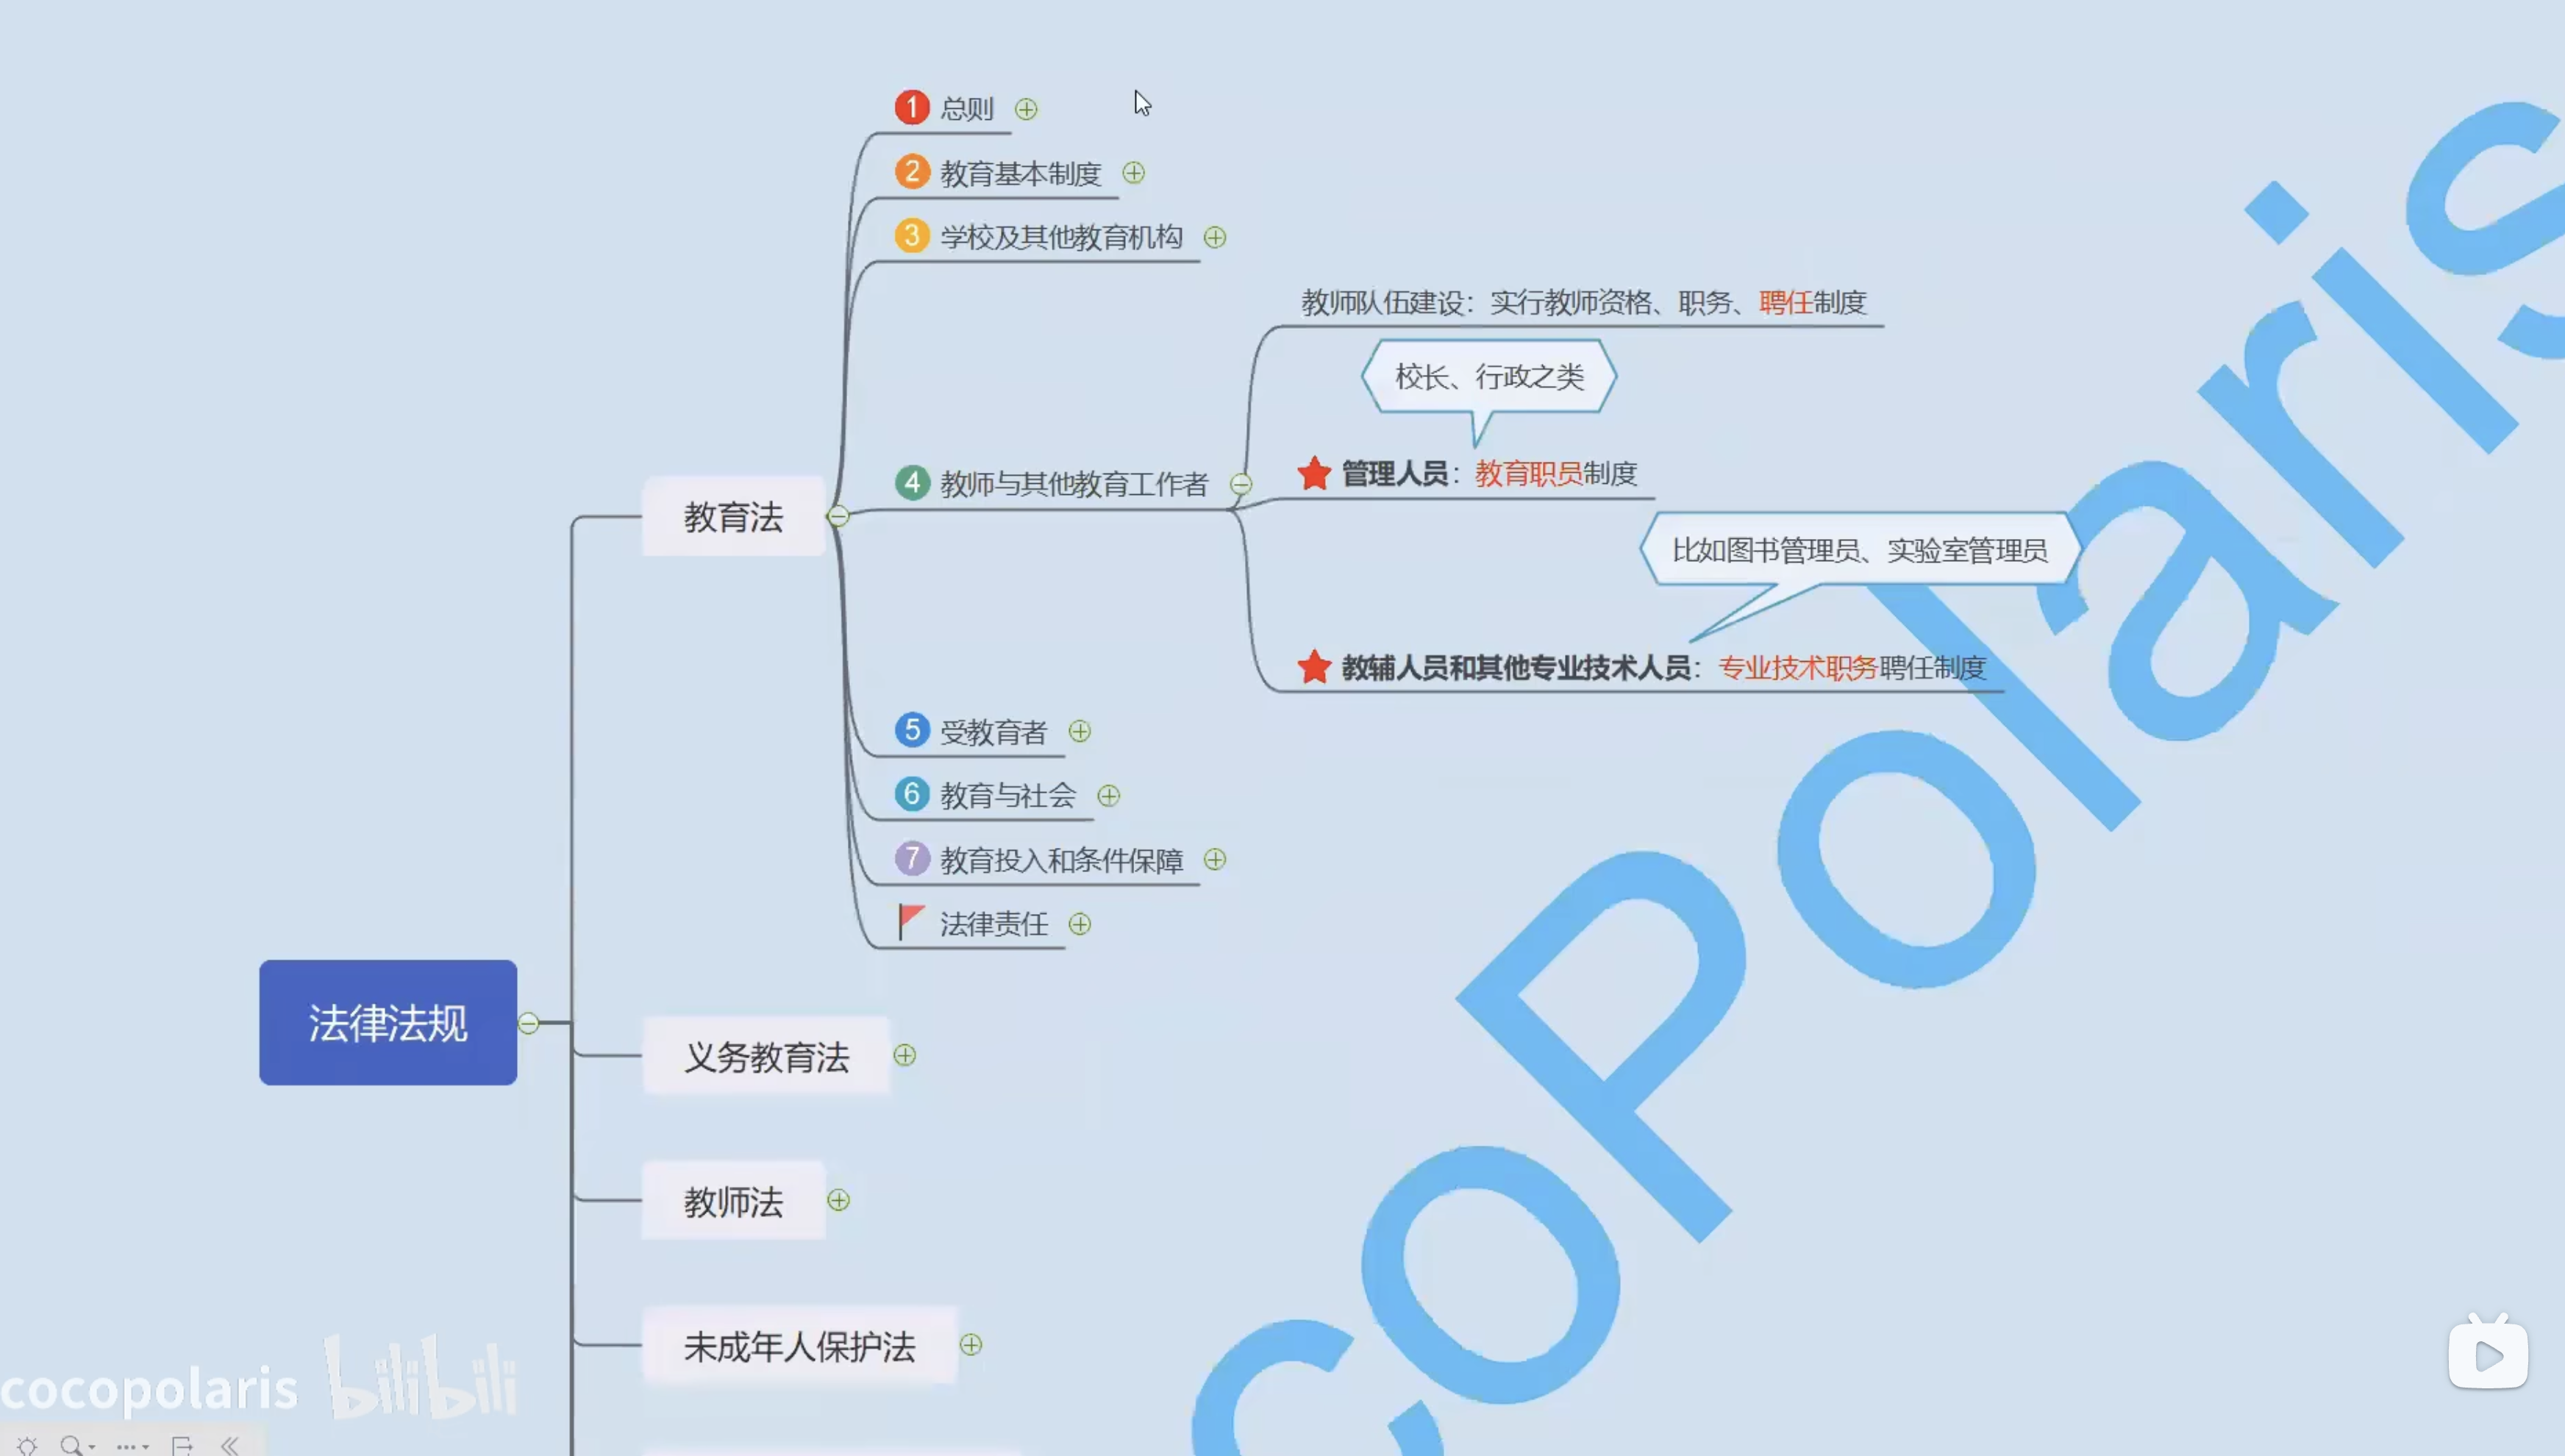 1 总则
2 教育基本制度
3 学校及其他教育机构
教师队伍建设：实行教师资格、职务、聘任制度
校长、行政之类
管理人员：教育职员制度
4 教师与其他教育工作者
教育法
比如图书管理员、实验室管理员
教辅人员和其他专业技术人员：专业技术职务聘任制度
5 受教育者
6 教育与社会
7 教育投入和条件保障
法律责任
法律法规
义务教育法
教师法
未成年人保护法
coPolaris
cocopolaris bilibili